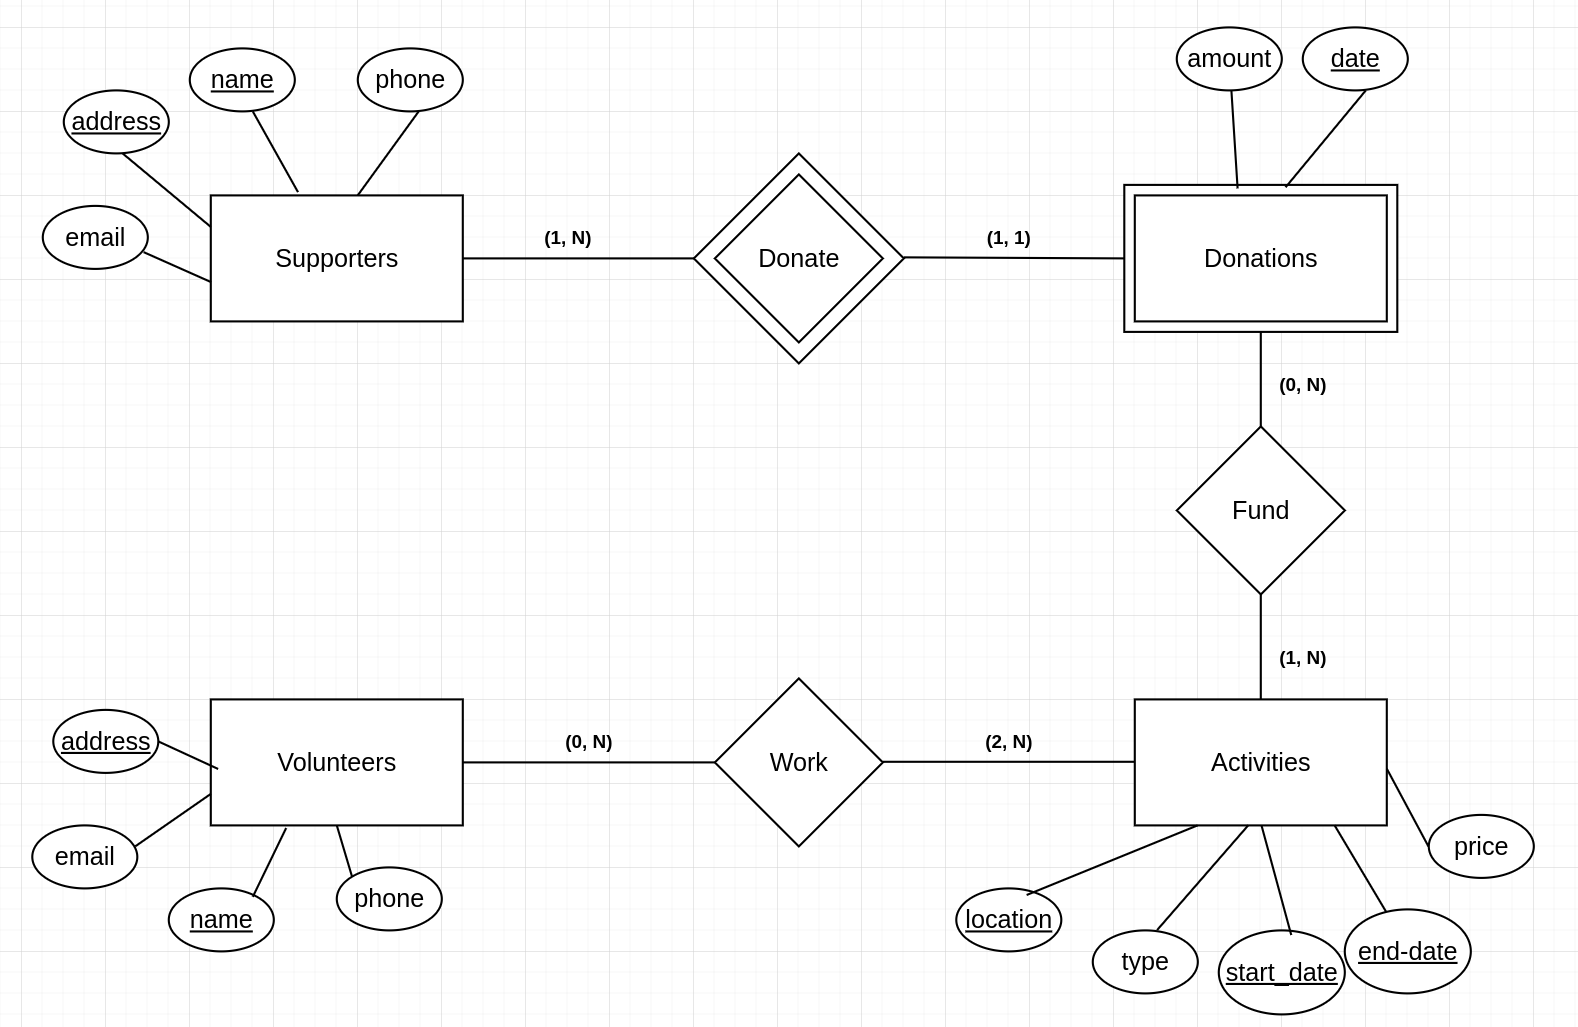 amount
date
name
phone
address
email
Supporters
(1, N)
Donate
(1, 1)
Donations
(0, N)
Fund
(1, N)
address
Volunteers
(0, N)
Work
(2, N)
Activities
email
name
phone
price
location
type
start_date
end-date